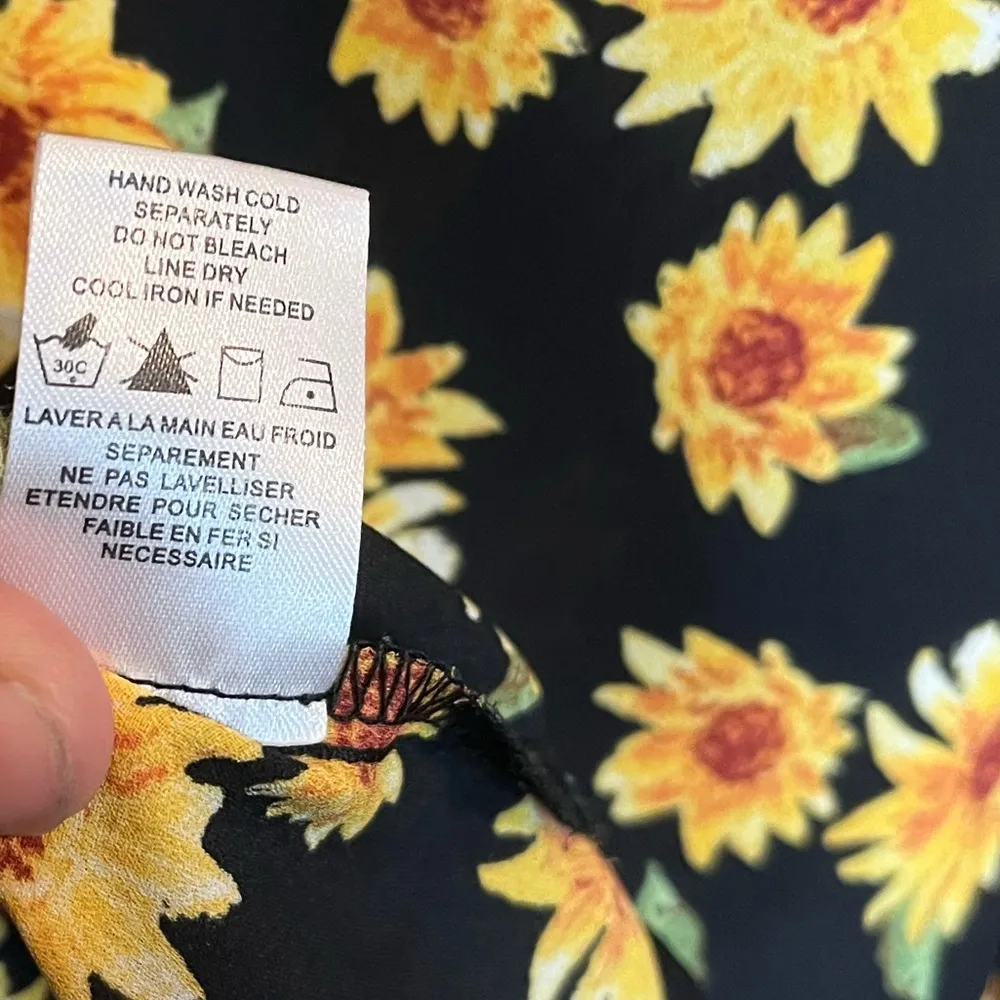 HAND WASH COLD
SEPARATELY
DO NOT BLEACH
LINE DRY
COOL IRON IF NEEDED
30C
LAVER A LA MAIN EAU FROID
SEPAREMENT
NE PAS LAVELLISER
ETENDRE POUR SECHER
FAIBLE EN FER SI
NECESSAIRE